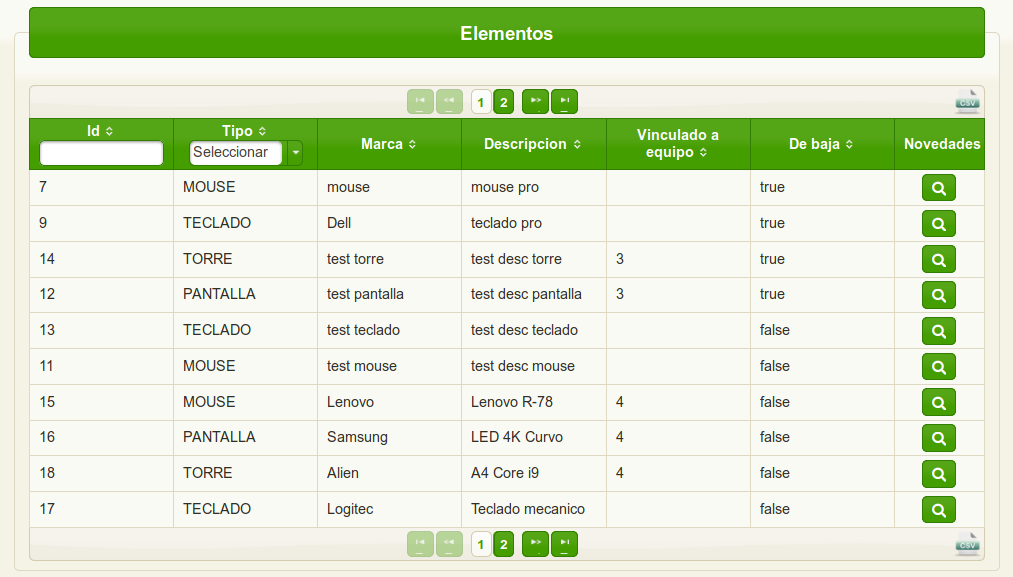 Elementos
1 2
CSV
Id Tipo Marca Descripcion Vinculado a equipo De baja Novedades
Seleccionar
7 MOUSE mouse mouse pro true
9 TECLADO Dell teclado pro true
14 TORRE test torre test desc torre 3 true
12 PANTALLA test pantalla test desc pantalla 3 true
13 TECLADO test teclado test desc teclado false
11 MOUSE test mouse test desc mouse false
15 MOUSE Lenovo Lenovo R-78 4 false
16 PANTALLA Samsung LED 4K Curvo 4 false
18 TORRE Alien A4 Core i9 4 false
17 TECLADO Logitec Teclado mecanico false
1 2
CSV